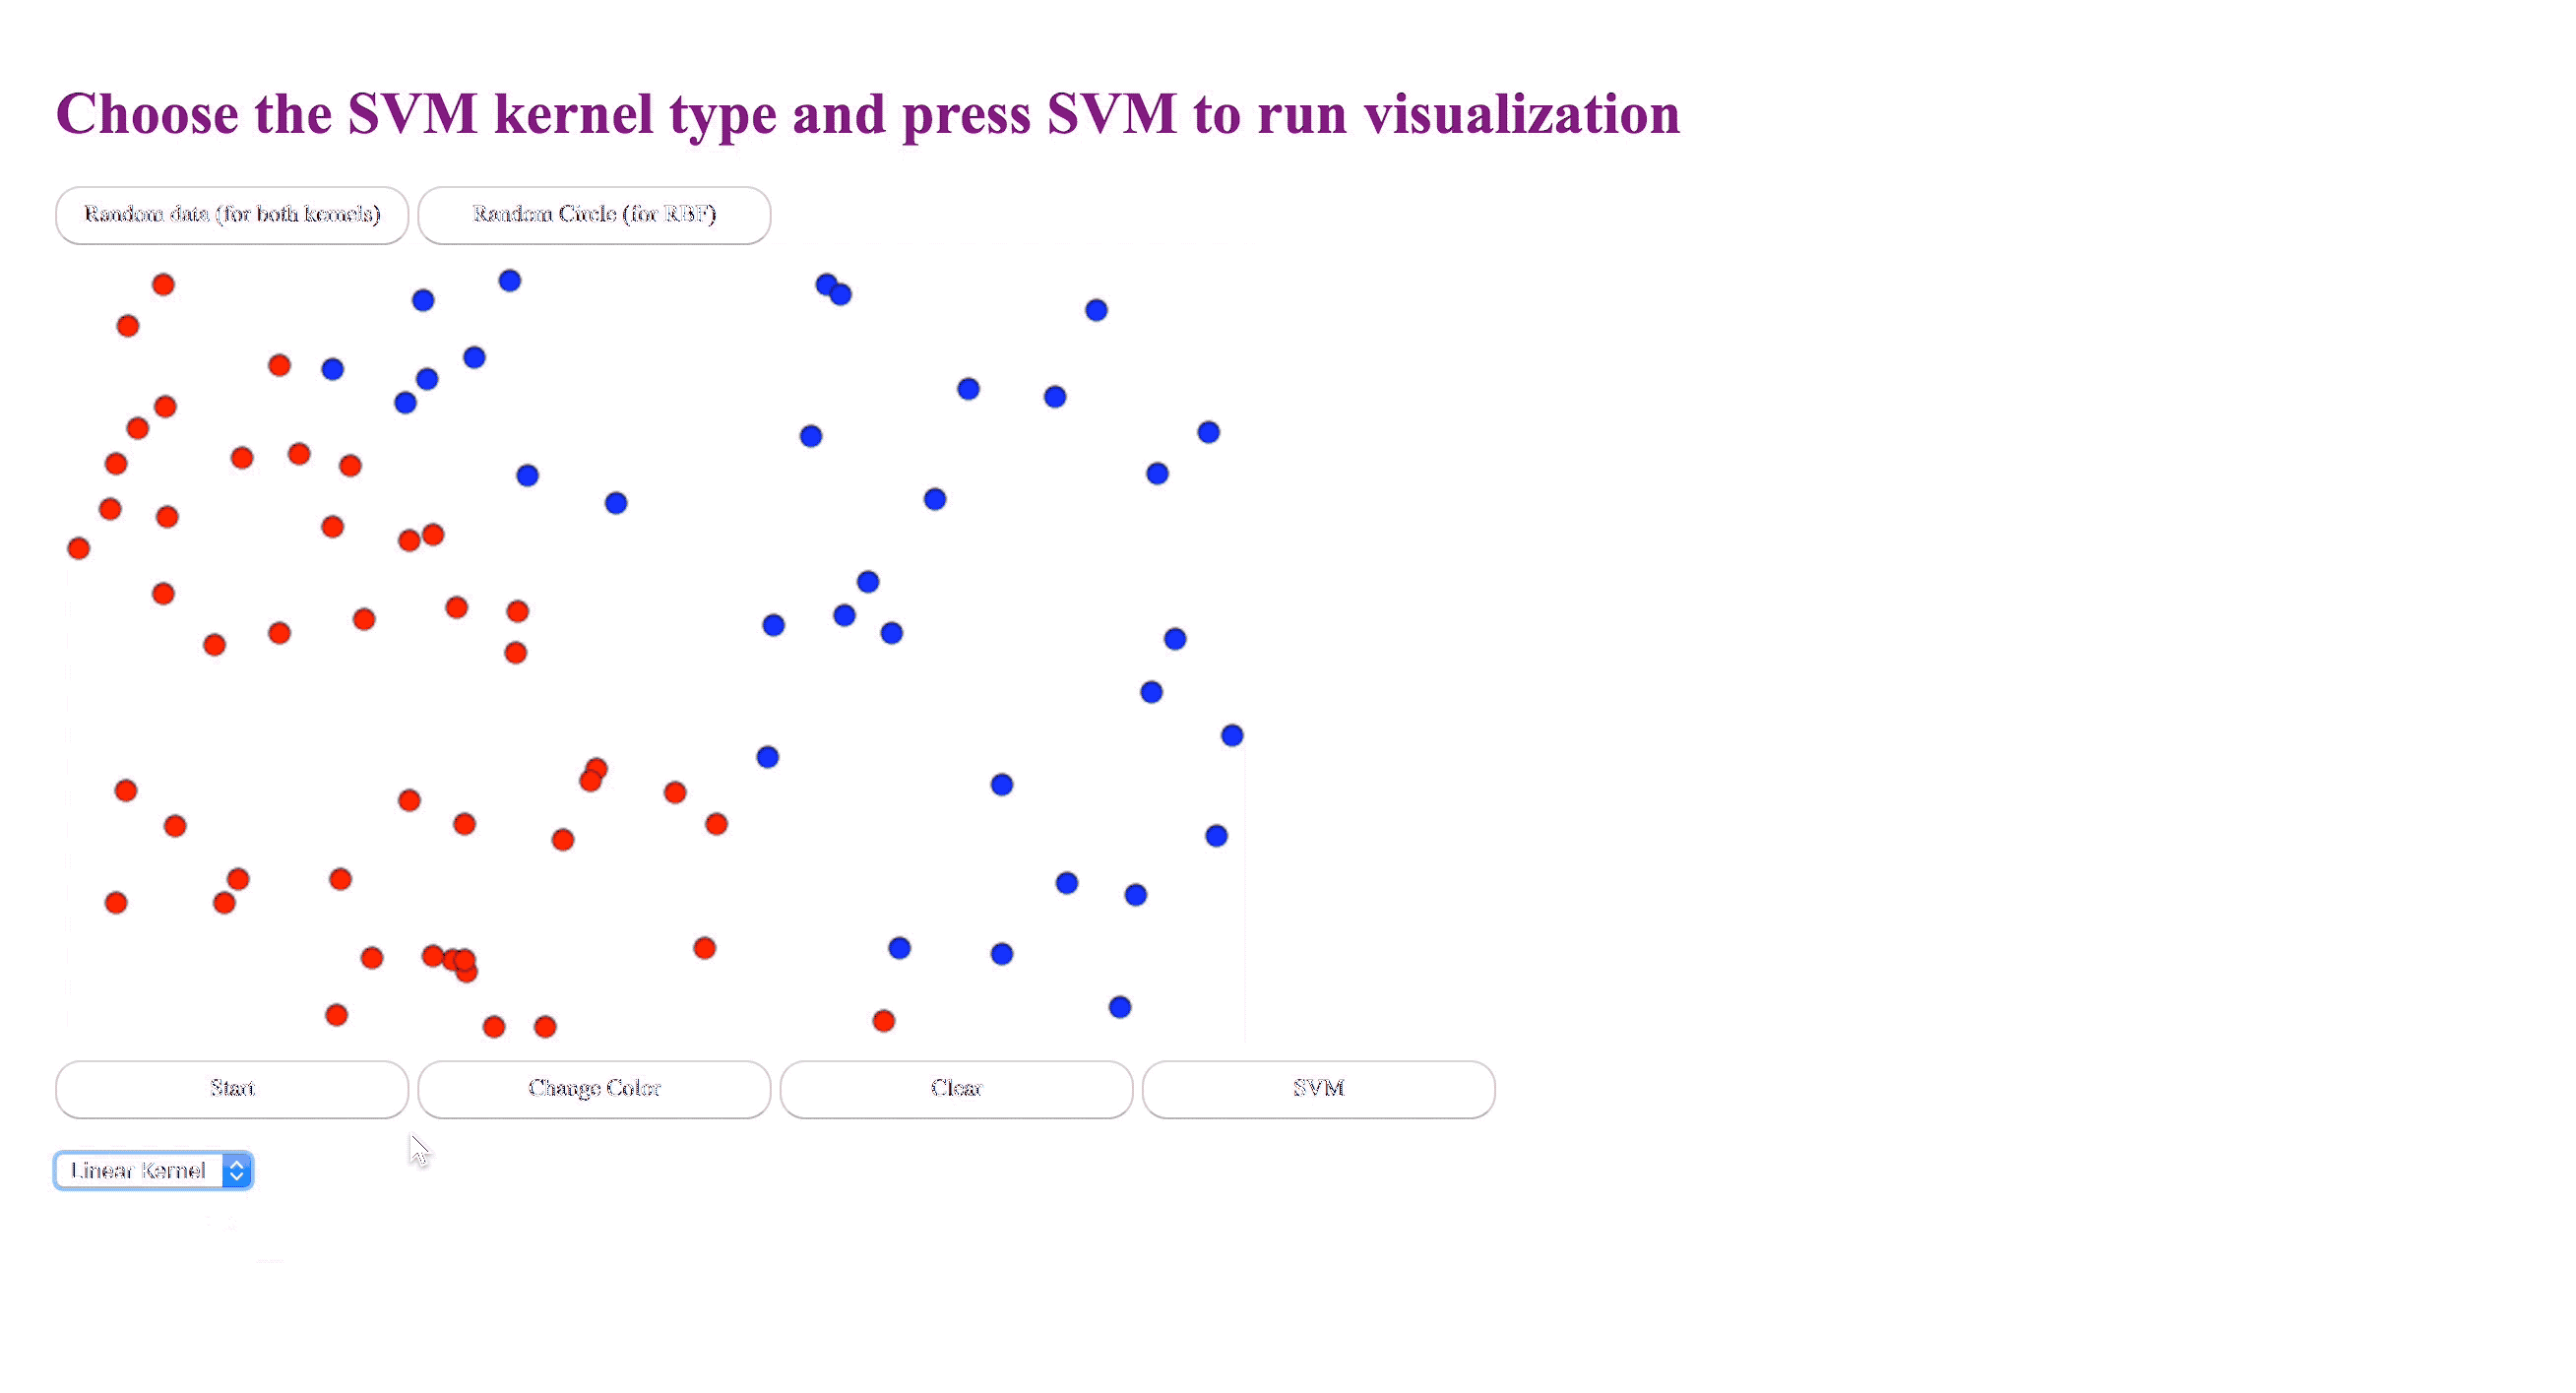 Choose the SVM kernel type and press SVM to run visualization
Random data (for both kernels) Random Circle (for RBF)
Start Change Color Clear SVM
Linear Kernel